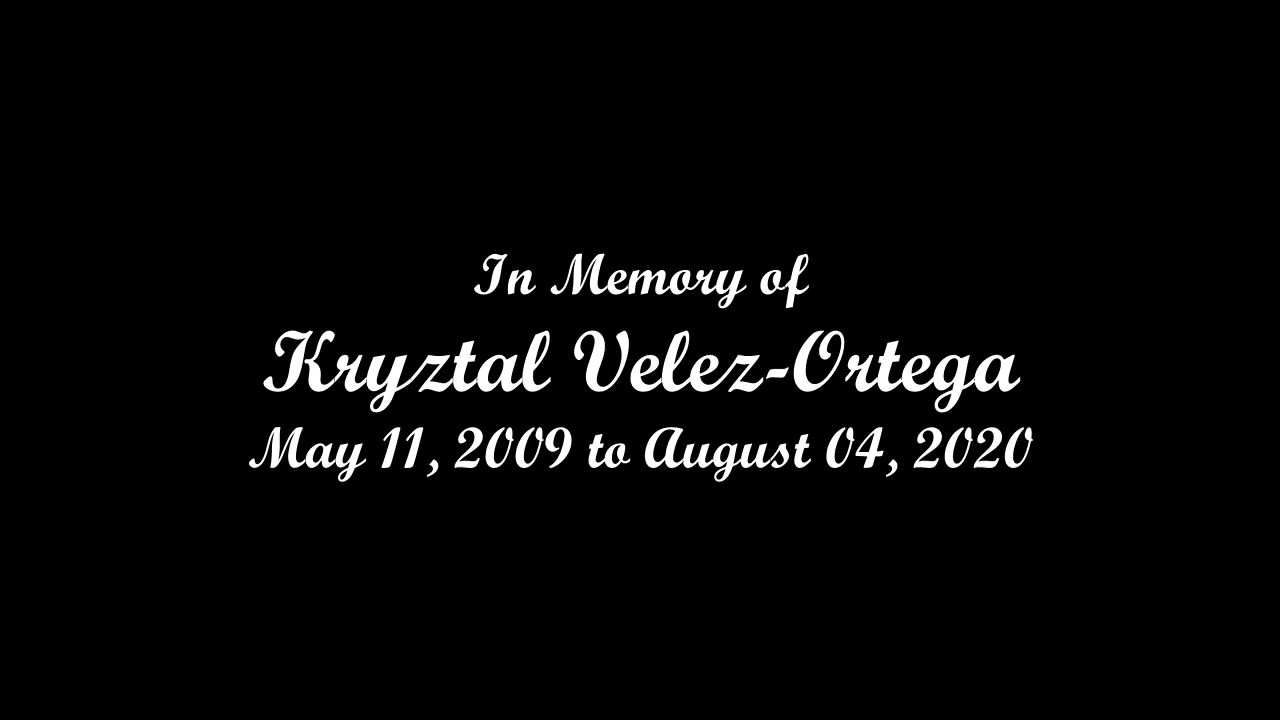 In Memory of
Kryztal Velez-Ortega
May 11, 2009 to August 04, 2020